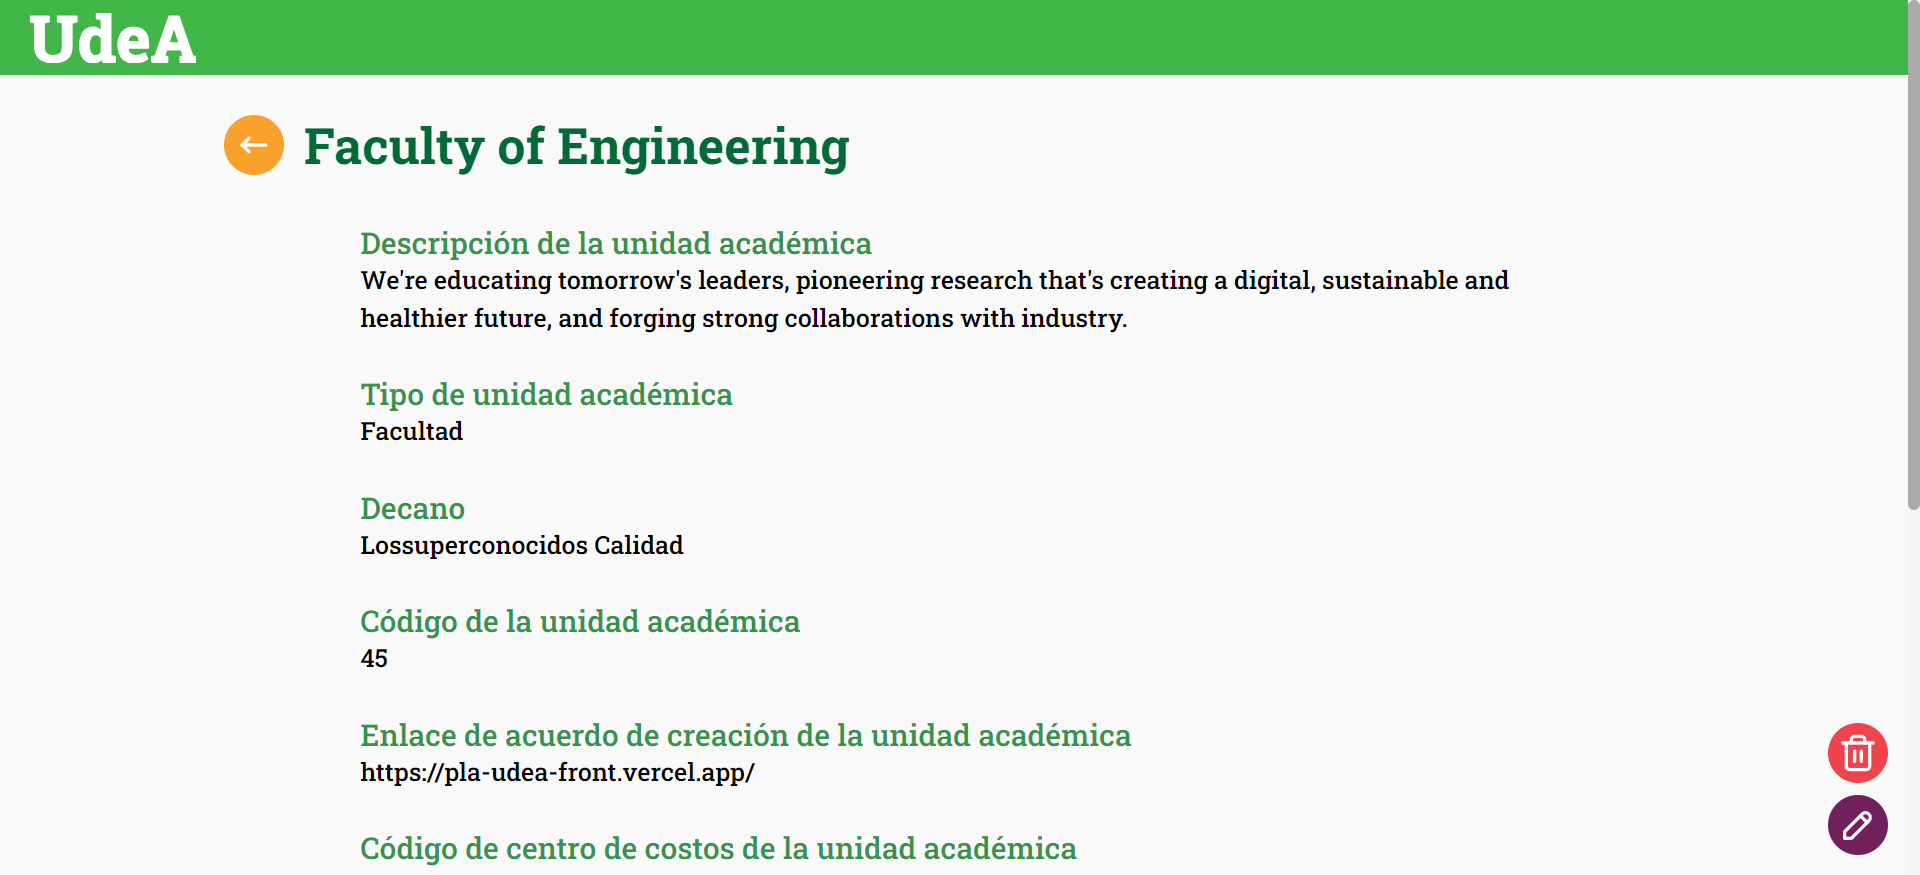 UdeA
Faculty of Engineering
Descripción de la unidad académica
We're educating tomorrow's leaders, pioneering research that's creating a digital, sustainable and
healthier future, and forging strong collaborations with industry.
Tipo de unidad académica
Facultad
Decano
Lossuperconocidos Calidad
Código de la unidad académica
45
Enlace de acuerdo de creación de la unidad académica
https://pla-udea-front.vercel.app/
Código de centro de costos de la unidad académica